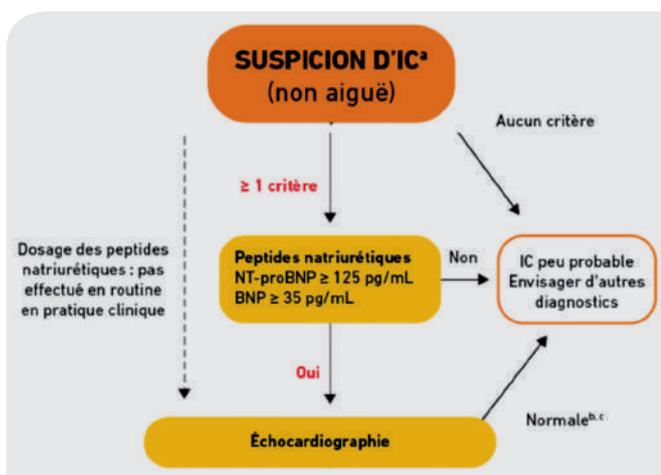 SUSPICION D'ICª
(non aiguë)
Aucun critère
≥ 1 critère
Dosage des peptides
natriurétiques : pas
effectué en routine
en pratique clinique
Peptides natriurétiques
NT-proBNP ≥ 125 pg/mL
BNP ≥ 35 pg/mL
Non
IC peu probable
Envisager d'autres
diagnostics
Oui
Normaleᵇ·ᶜ
Échocardiographie